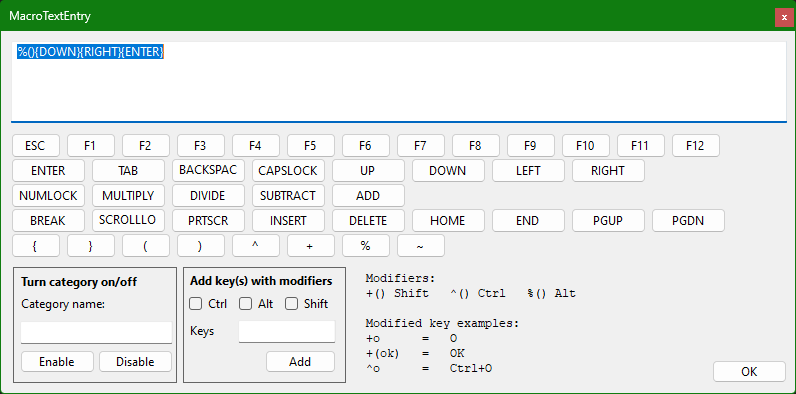 MacroTextEntry
x
%(){DOWN}{RIGHT}{ENTER}
ESC F1 F2 F3 F4 F5 F6 F7 F8 F9 F10 F11 F12
ENTER TAB BACKSPAC CAPSLOCK UP DOWN LEFT RIGHT
NUMLOCK MULTIPLY DIVIDE SUBTRACT ADD
BREAK SCROLLLO PRTSCR INSERT DELETE HOME END PGUP PGDN
{ } ( ) ^ + % ~
Turn category on/off
Category name:
Enable Disable
Add key(s) with modifiers
Ctrl Alt Shift
Keys
Add
Modifiers:
+() Shift ^() Ctrl %() Alt
Modified key examples:
+o = O
+(ok) = OK
^o = Ctrl+O
OK